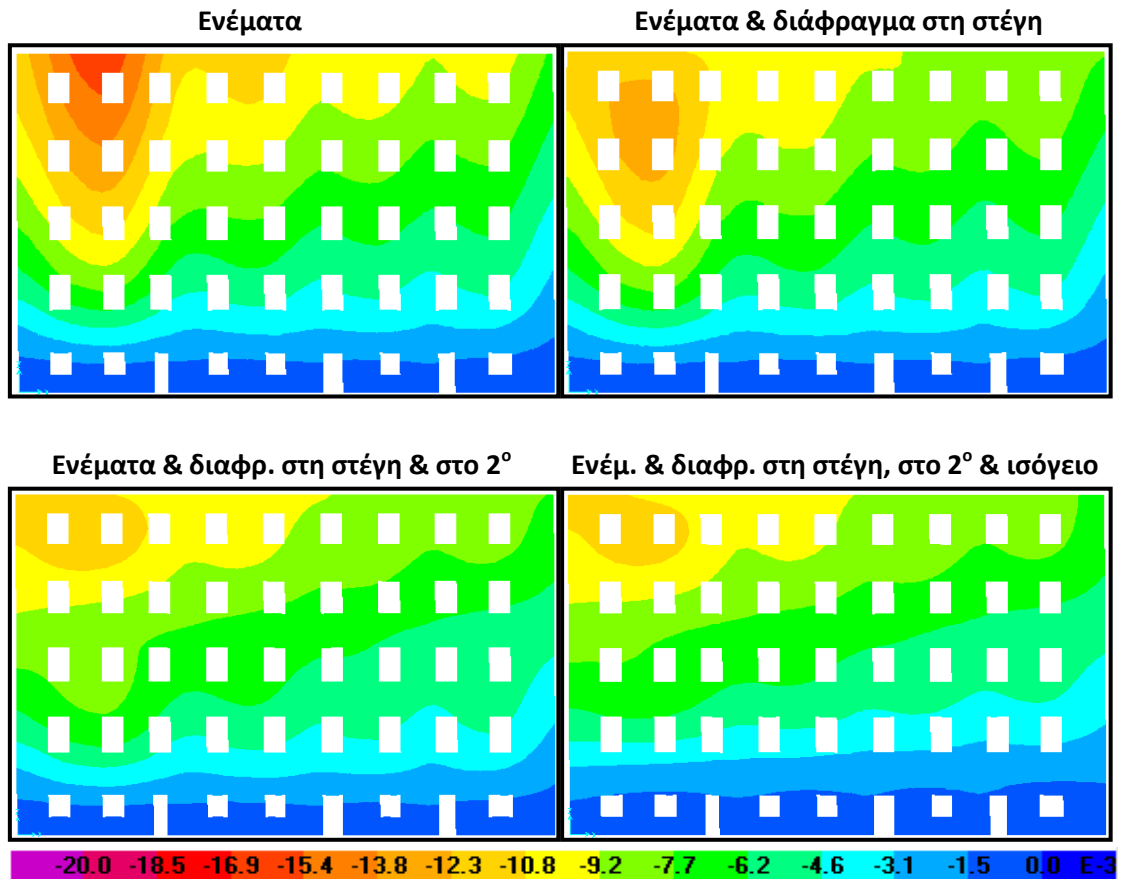 Ενέματα
Ενέματα & διάφραγμα στη στέγη
Ενέματα & διαφρ. στη στέγη & στο 2ο
Ενέμ. & διαφρ. στη στέγη, στο 2ο & ισόγειο
-20.0 -18.5 -16.9 -15.4 -13.8 -12.3 -10.8 -9.2 -7.7 -6.2 -4.6 -3.1 -1.5 0.0 E-3